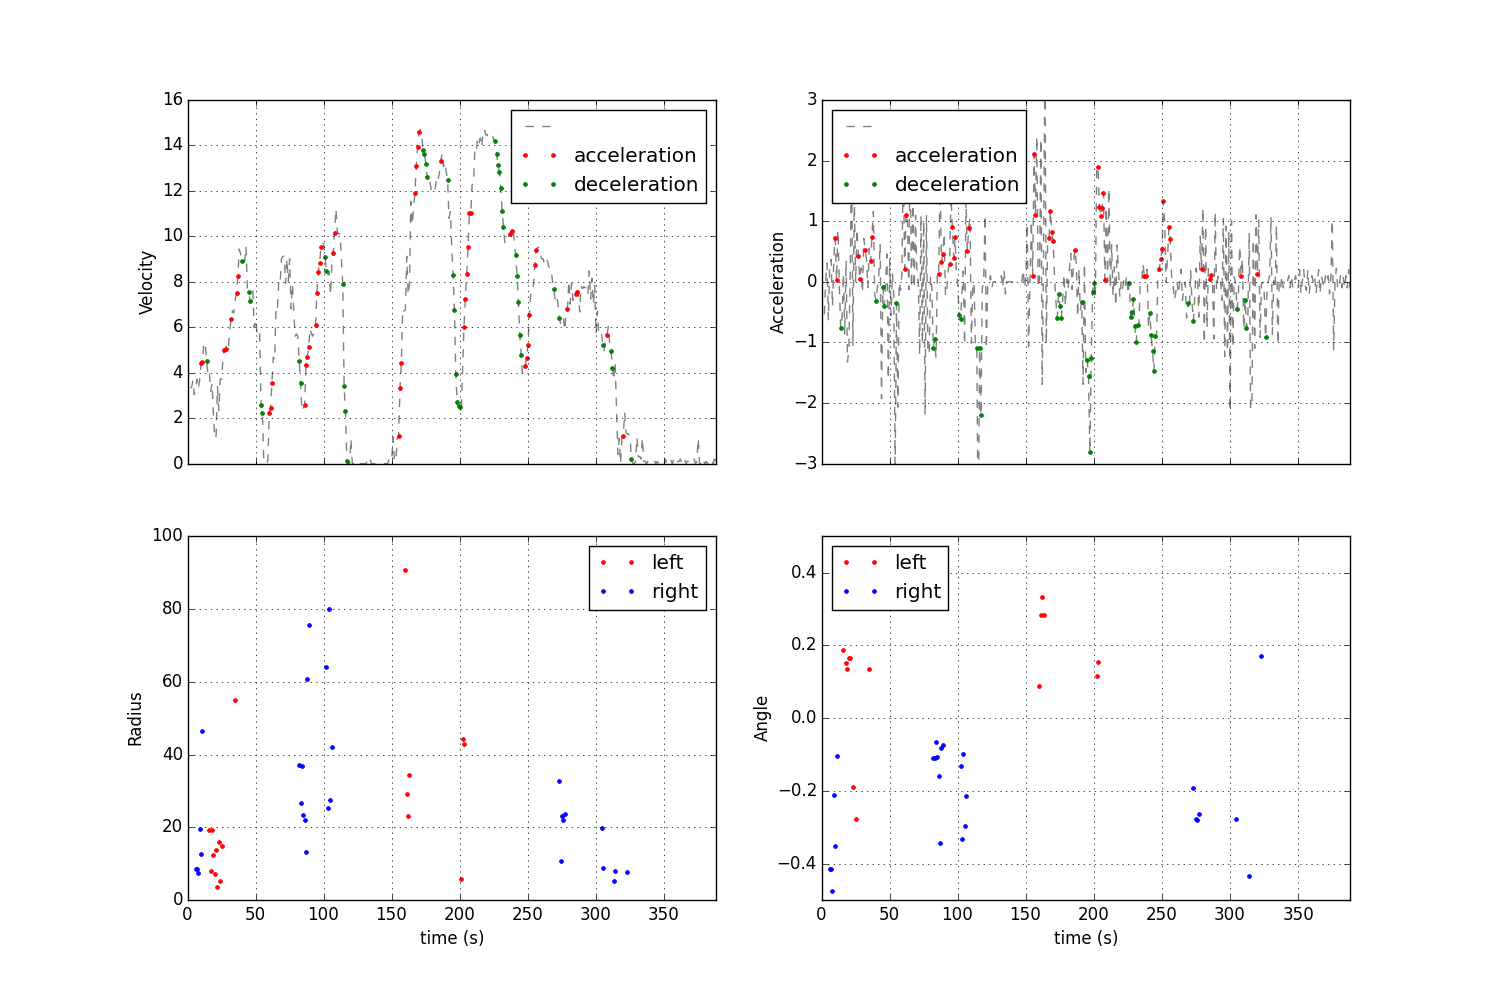 16
14
12
10
8
6
4
2
0
Velocity
acceleration
deceleration
3
2
1
0
−1
−2
−3
Acceleration
acceleration
deceleration
100
80
60
40
20
0
Radius
left
right
0 50 100 150 200 250 300 350
time (s)
0.4
0.2
0.0
−0.2
−0.4
Angle
left
right
0 50 100 150 200 250 300 350
time (s)